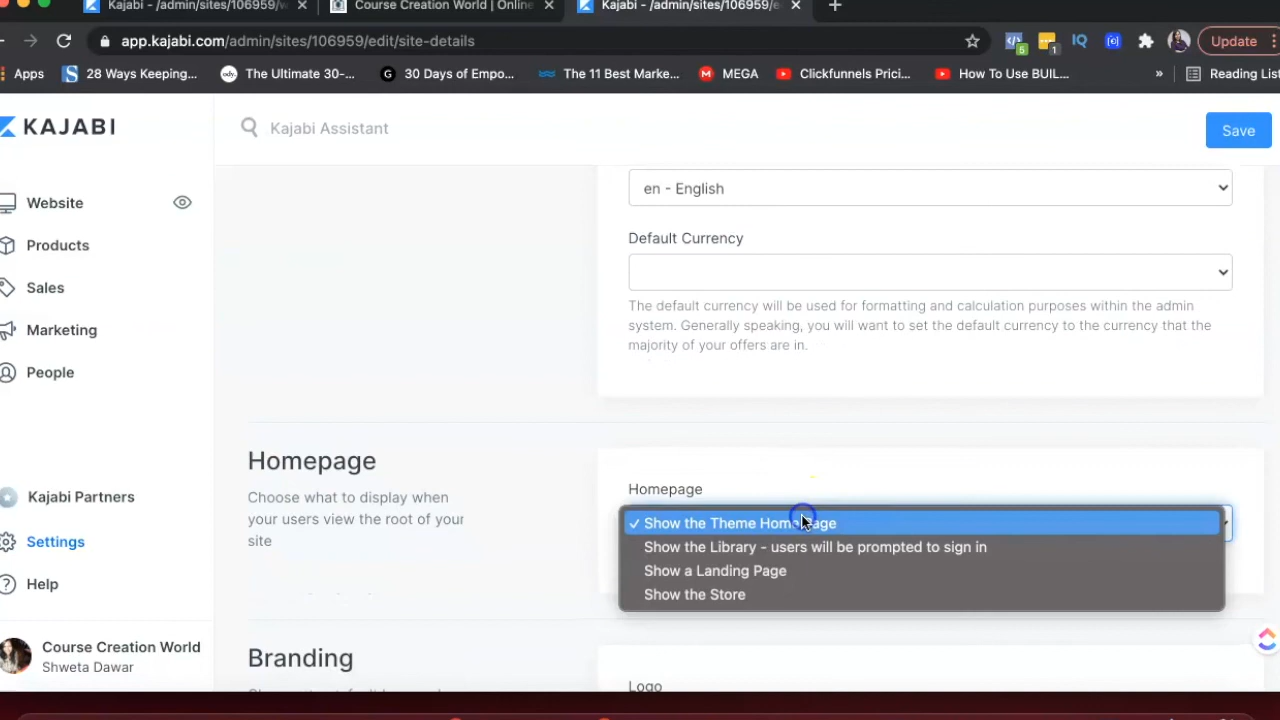 Kajabi - /admin/sites/106959/w
Course Creation World | Online
Kajabi - /admin/sites/106959/e
app.kajabi.com/admin/sites/106959/edit/site-details
5
1
IQ
Update
Apps
28 Ways Keeping...
ody.
The Ultimate 30-...
G
30 Days of Empo...
The 11 Best Marke...
M
MEGA
Clickfunnels Prici...
How To Use BUIL...
»
Reading List
KAJABI
Kajabi Assistant
Save
Website
Products
Sales
Marketing
People
Kajabi Partners
Settings
Help
Course Creation World
Shweta Dawar
en - English
Default Currency
The default currency will be used for formatting and calculation purposes within the admin
system. Generally speaking, you will want to set the default currency to the currency that the
majority of your offers are in.
Homepage
Choose what to display when
your users view the root of your
site
Homepage
✓ Show the Theme Homepage
Show the Library - users will be prompted to sign in
Show a Landing Page
Show the Store
Branding
Logo